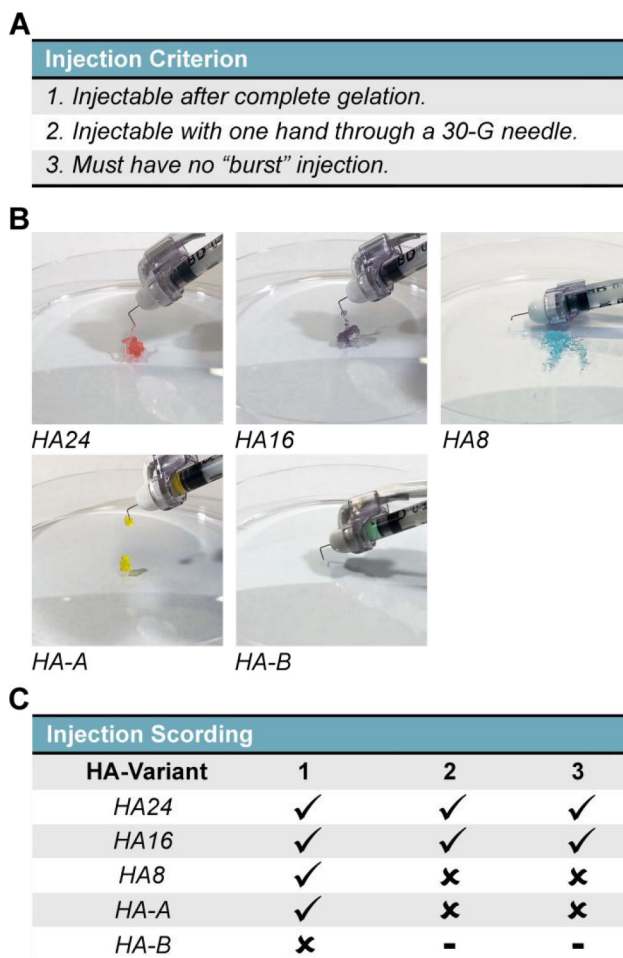 A
Injection Criterion
1. Injectable after complete gelation.
2. Injectable with one hand through a 30-G needle.
3. Must have no “burst” injection.
B
HA24 HA16 HA8
HA-A HA-B
C
Injection Scording
HA-Variant 1 2 3
HA24 ✓ ✓ ✓
HA16 ✓ ✓ ✓
HA8 ✓ ✘ ✘
HA-A ✓ ✘ ✘
HA-B ✘ - -